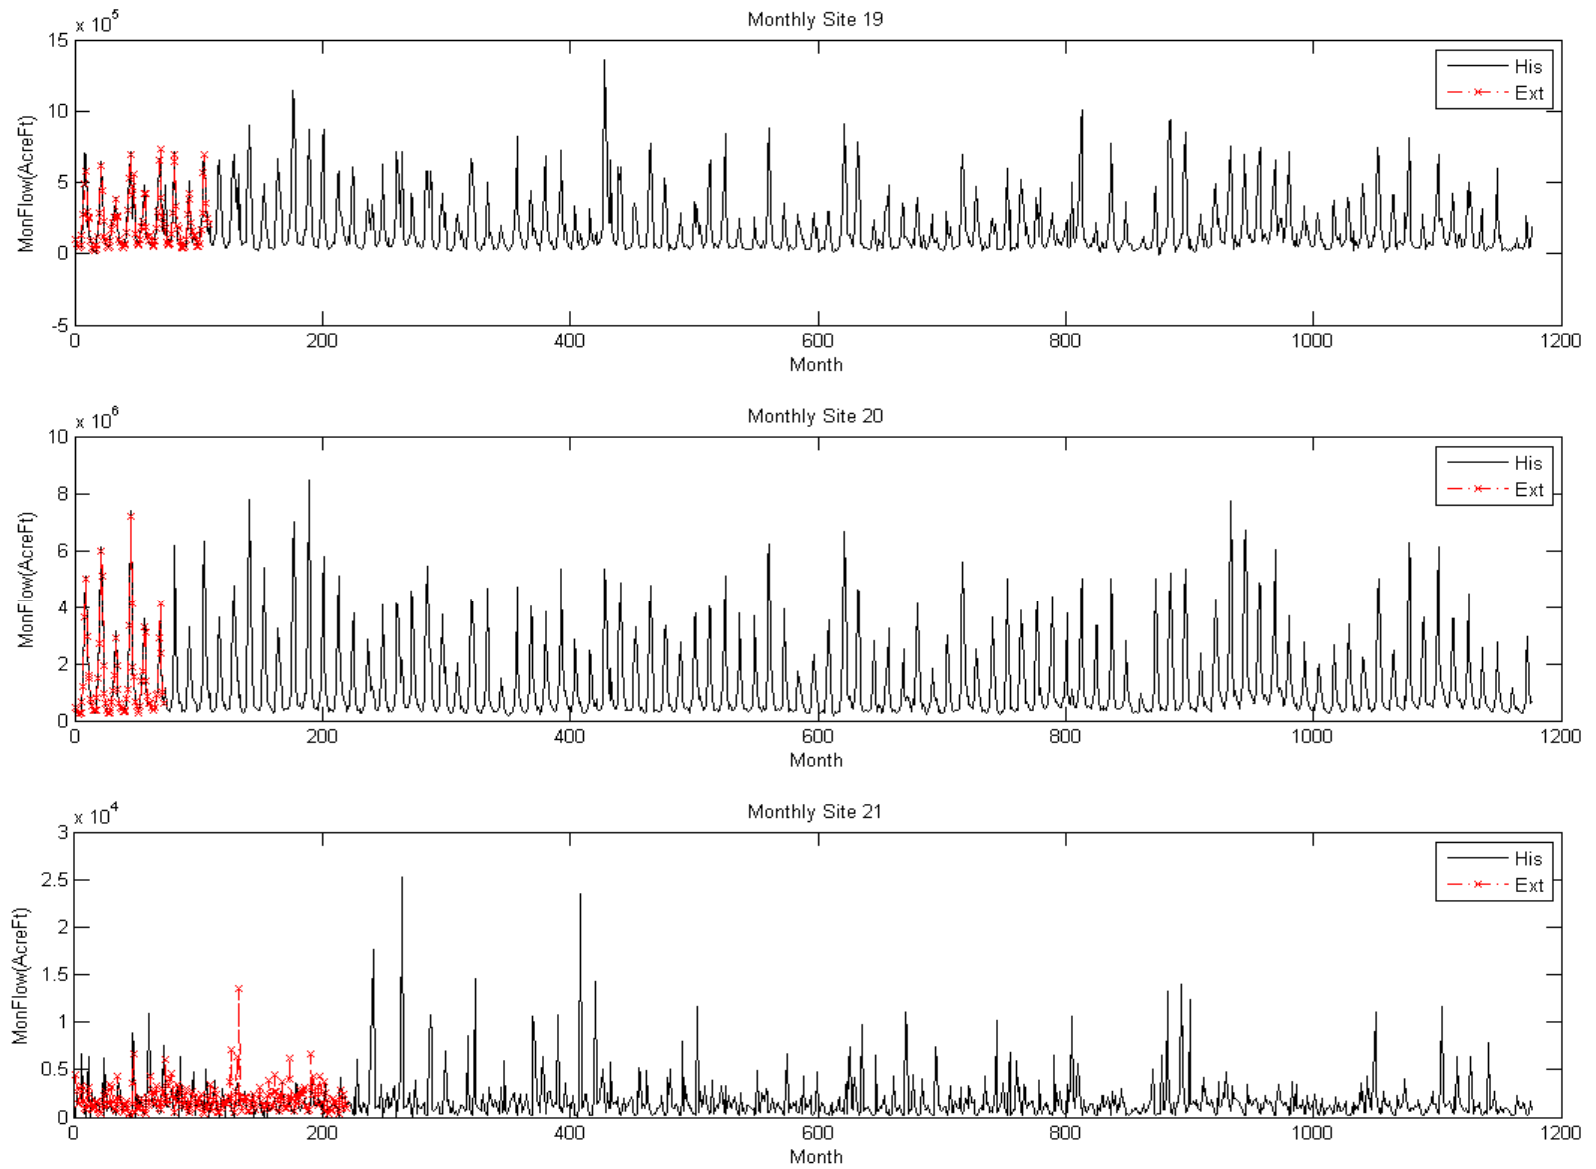 Monthly Site 19
x 10^5
15
10
5
0
-5
MonFlow(AcreFt)
His
Ext
0 200 400 600 800 1000 1200
Month
Monthly Site 20
x 10^6
10
8
6
4
2
0
MonFlow(AcreFt)
His
Ext
0 200 400 600 800 1000 1200
Month
Monthly Site 21
x 10^4
3
2.5
2
1.5
1
0.5
0
MonFlow(AcreFt)
His
Ext
0 200 400 600 800 1000 1200
Month